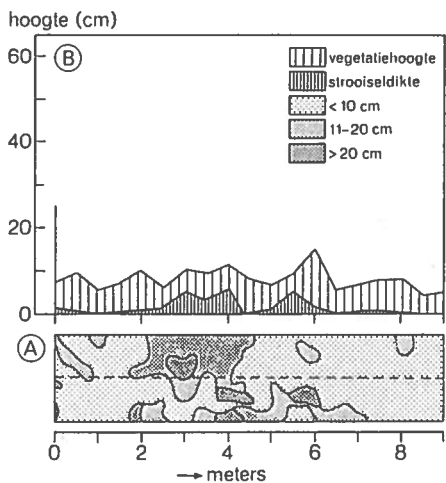 hoogte (cm)
60
B
vegetatiehoogte
strooiseldikte
< 10 cm
40
11-20 cm
> 20 cm
20
0
A
0 2 4 6 8
→ meters